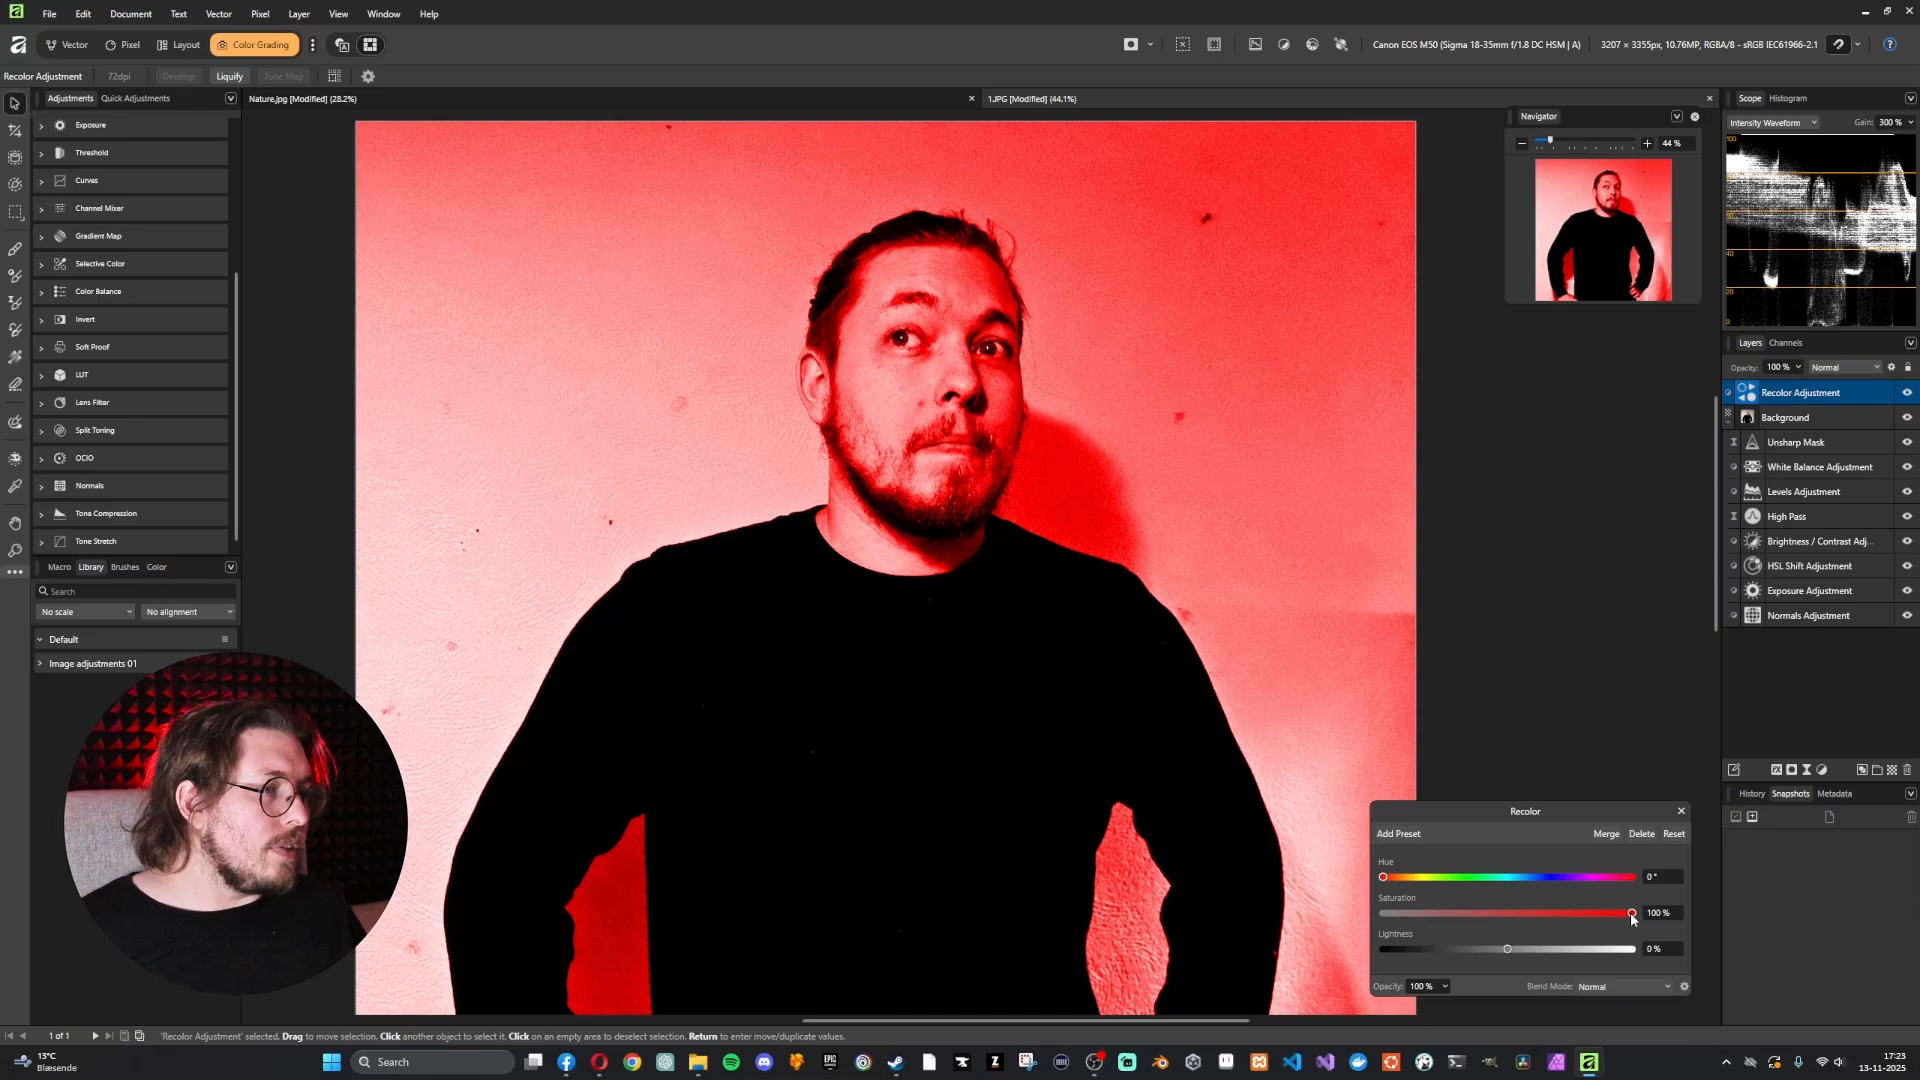 File Edit Document Text Vector Pixel Layer View Window Help
Vector Pixel Layout Color Grading
Canon EOS M50 (Sigma 18-35mm f/1.8 DC HSM | A) 3207 × 3355px, 10.76MP, RGBA/8 - sRGB IEC61966-2.1
Recolor Adjustment 72dpi Develop Liquify Tone Map
Adjustments Quick Adjustments
Nature.jpg [Modified] (28.2%)
1.JPG [Modified] (44.1%)
Scope Histogram
Intensity Waveform Gain: 300 %
Navigator
44 %
Exposure
Threshold
Curves
Channel Mixer
Gradient Map
Selective Color
Color Balance
Invert
Soft Proof
LUT
Lens Filter
Split Toning
OCIO
Normals
Tone Compression
Tone Stretch
Macro Library Brushes Color
Search
No scale No alignment
Default
Image adjustments 01
Layers Channels
Opacity: 100 % Normal
Recolor Adjustment
Background
Unsharp Mask
White Balance Adjustment
Levels Adjustment
High Pass
Brightness / Contrast Adj...
HSL Shift Adjustment
Exposure Adjustment
Normals Adjustment
History Snapshots Metadata
Recolor
Add Preset Merge Delete Reset
Hue
0 °
Saturation
100 %
Lightness
0 %
Opacity: 100 % Blend Mode: Normal
1 of 1 'Recolor Adjustment' selected. Drag to move selection. Click another object to select it. Click on an empty area to deselect selection. Return to enter move/duplicate values.
13°C
Blæsende
Search
17:23
13-11-2025